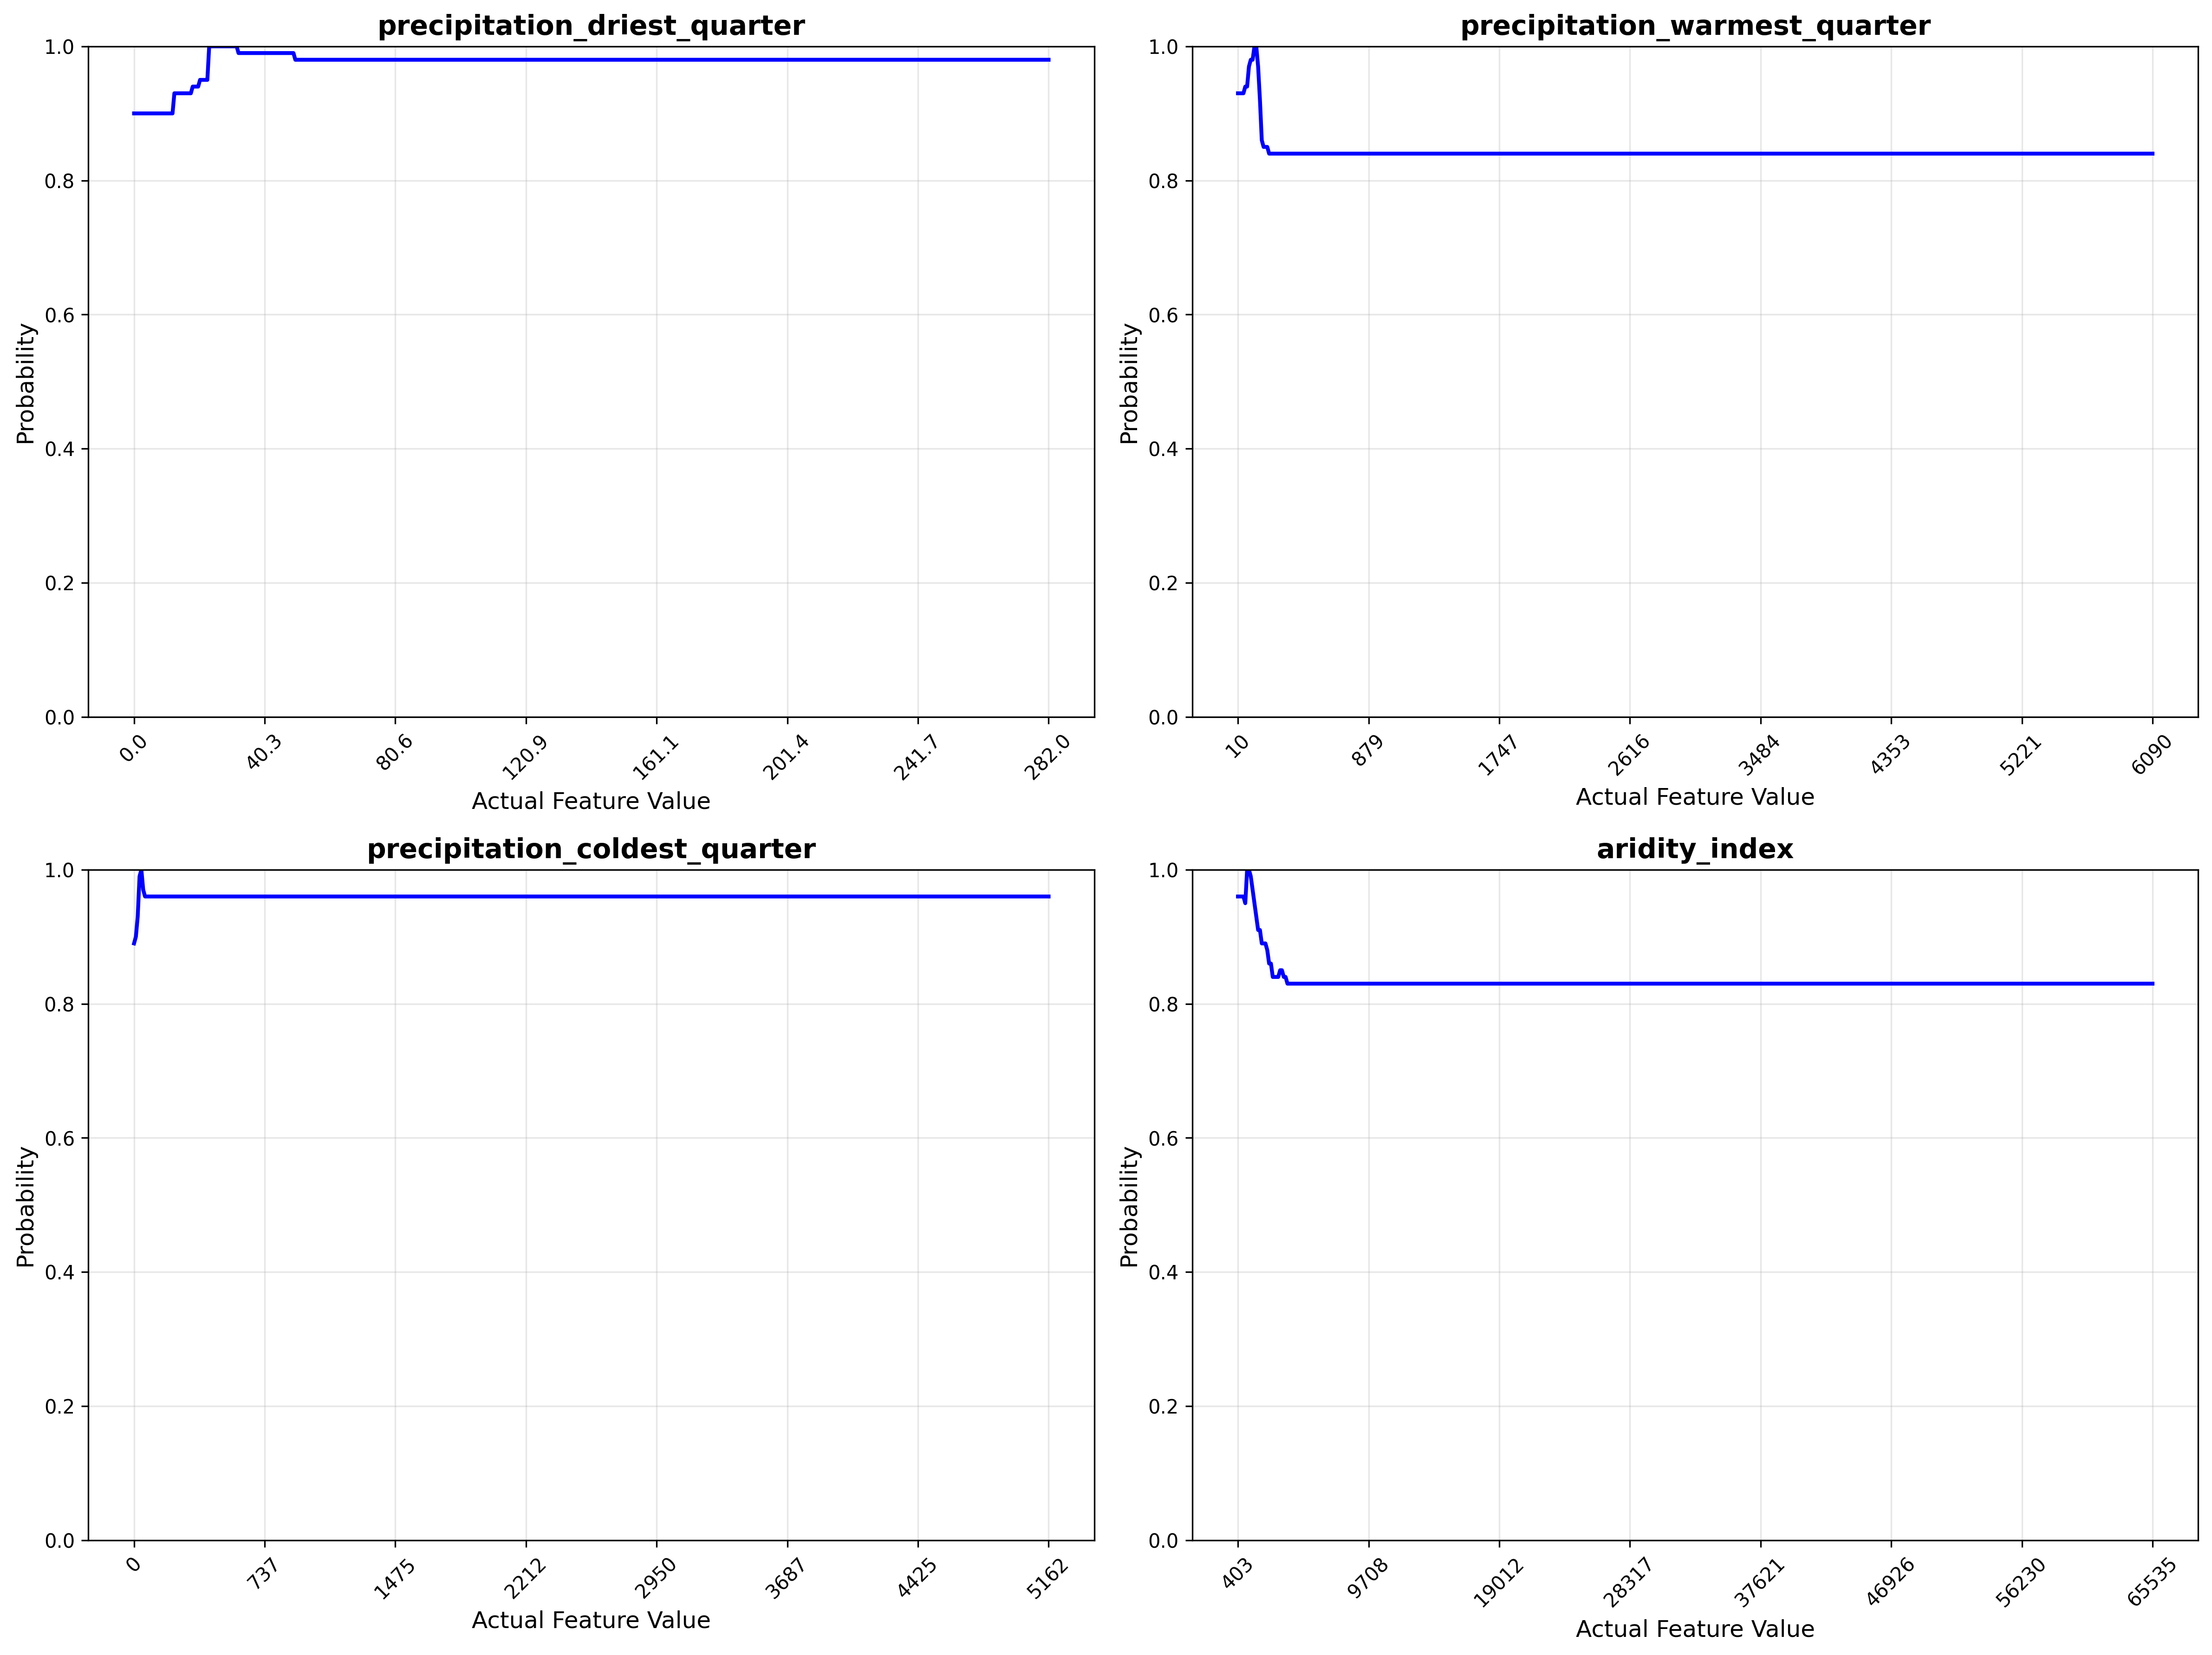 precipitation_driest_quarter
1.0
0.8
0.6
0.4
0.2
0.0
Probability
0.0 40.3 80.6 120.9 161.1 201.4 241.7 282.0
Actual Feature Value
precipitation_warmest_quarter
1.0
0.8
0.6
0.4
0.2
0.0
Probability
10 879 1747 2616 3484 4353 5221 6090
Actual Feature Value
precipitation_coldest_quarter
1.0
0.8
0.6
0.4
0.2
0.0
Probability
0 737 1475 2212 2950 3687 4425 5162
Actual Feature Value
aridity_index
1.0
0.8
0.6
0.4
0.2
0.0
Probability
403 9708 19012 28317 37621 46926 56230 65535
Actual Feature Value